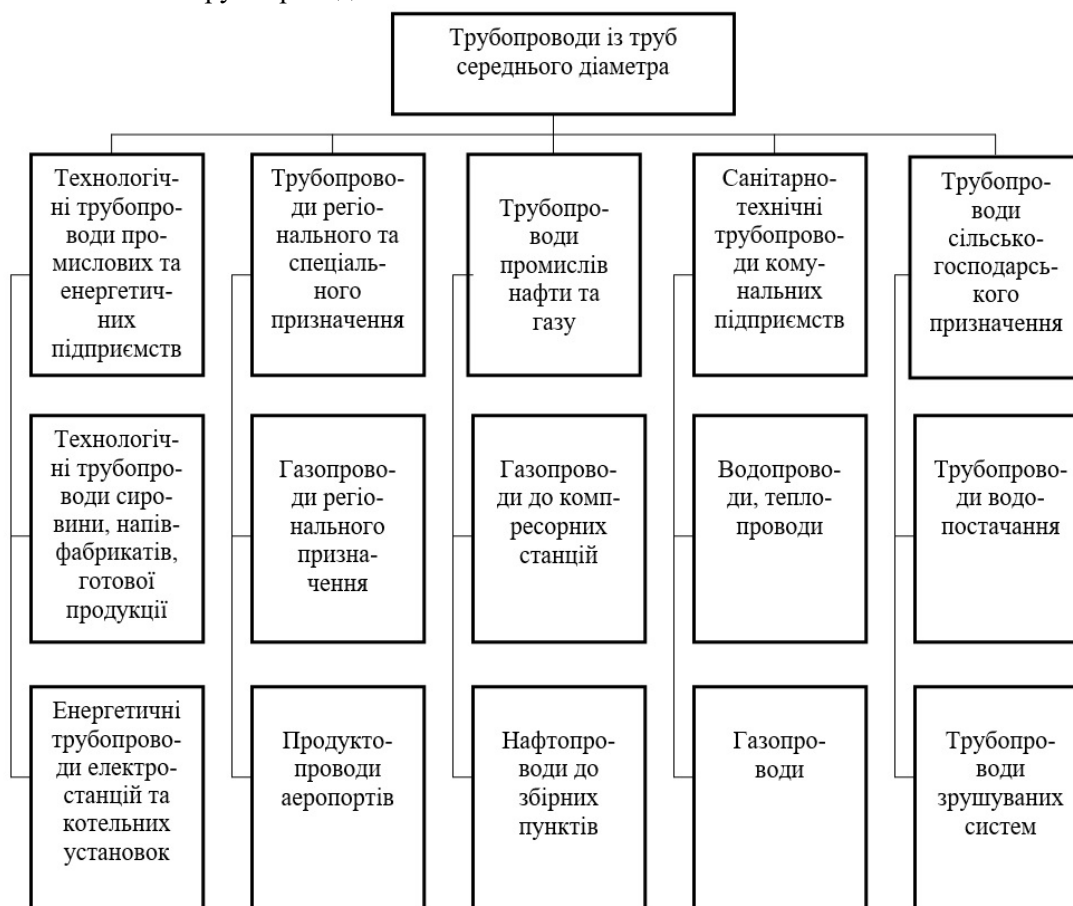 Трубопроводи із труб
середнього діаметра
Технологіч-
ні трубопро-
води про-
мислових та
енергетич-
них
підприємств
Трубопрово-
ди регіо-
нального та
спеціаль-
ного
призначення
Трубопро-
води
промислів
нафти та
газу
Санітарно-
технічні
трубопрово-
ди кому-
нальних
підприємств
Трубопро-
води
сільсько-
господарсь-
кого
призначення
Технологіч-
ні трубопро-
води сиро-
вини, напів-
фабрикатів,
готової
продукції
Газопрово-
ди регіо-
нального
призна-
чення
Газопрово-
ди до комп-
ресорних
станцій
Водопрово-
ди, тепло-
проводи
Трубопрово-
ди водо-
постачання
Енергетичні
трубопрово-
ди електро-
станцій та
котельних
установок
Продукто-
проводи
аеропортів
Нафтопро-
води до
збірних
пунктів
Газопро-
води
Трубопро-
води
зрушуваних
систем